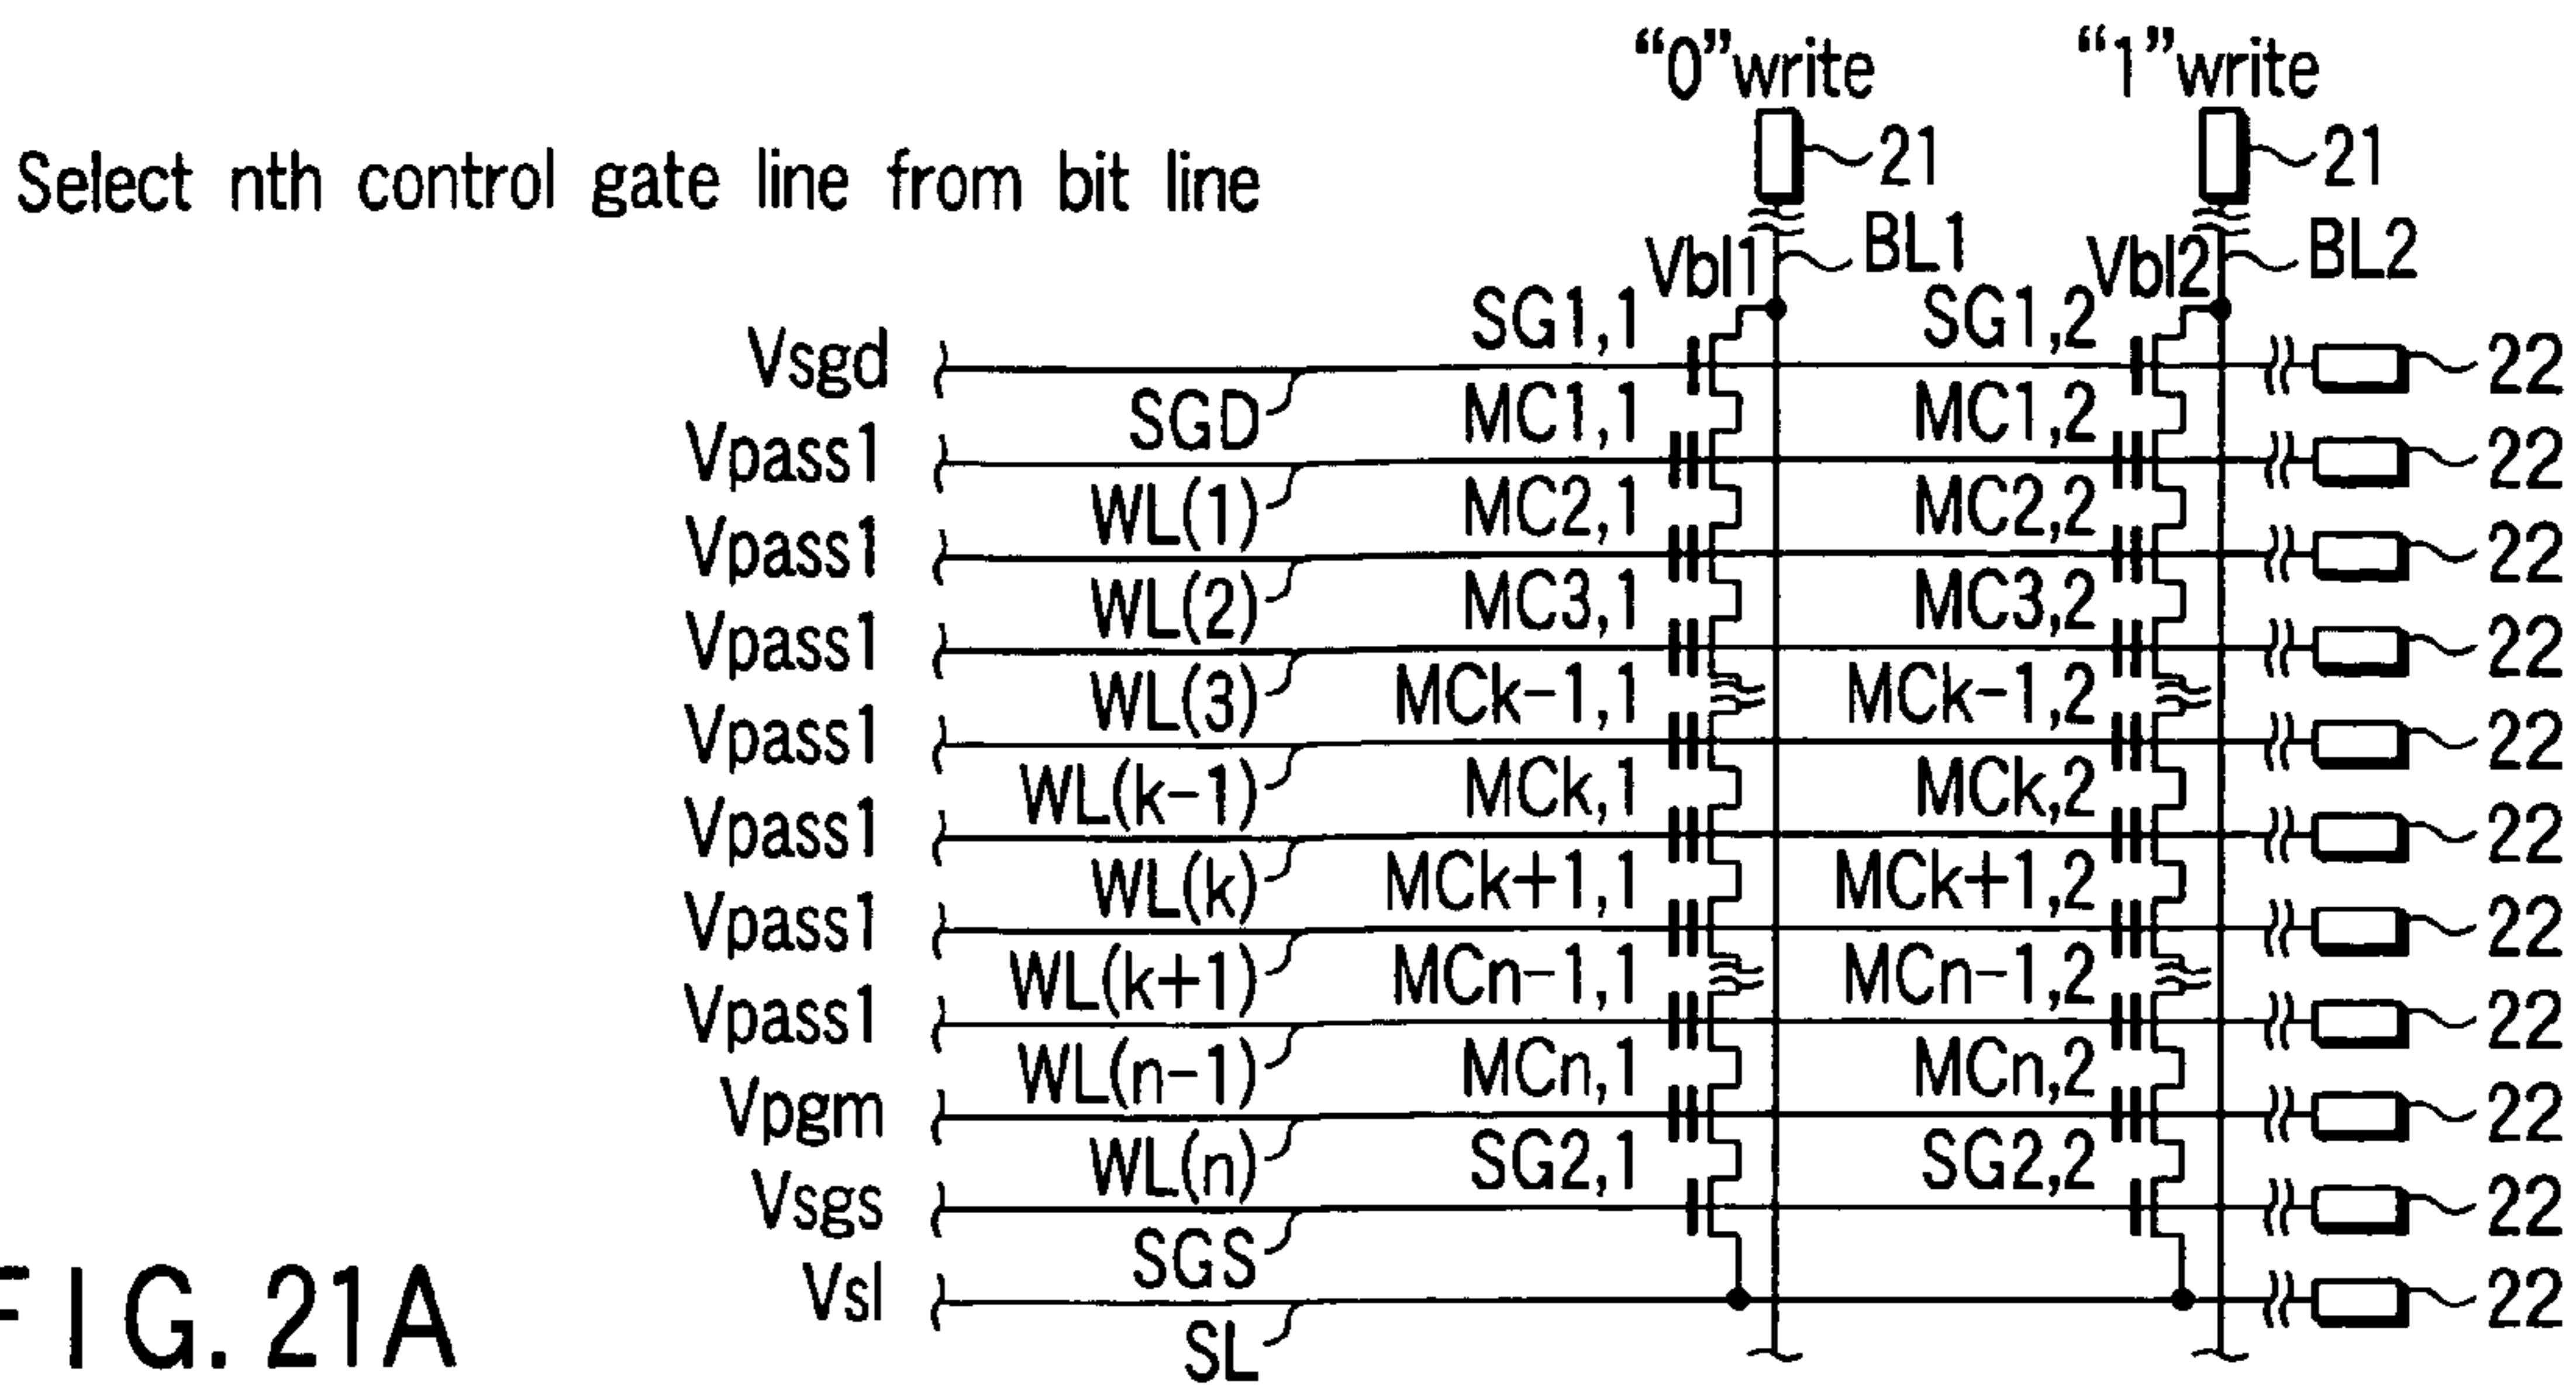 “0”write “1”write
21 21
Select nth control gate line from bit line
Vbl1 BL1 Vbl2 BL2
Vsgd SGD SG1,1 SG1,2 22
Vpass1 WL(1) MC1,1 MC1,2 22
Vpass1 WL(2) MC2,1 MC2,2 22
Vpass1 WL(3) MC3,1 MC3,2 22
Vpass1 WL(k-1) MCk-1,1 MCk-1,2 22
Vpass1 WL(k) MCk,1 MCk,2 22
Vpass1 WL(k+1) MCk+1,1 MCk+1,2 22
Vpass1 WL(n-1) MCn-1,1 MCn-1,2 22
Vpgm WL(n) MCn,1 MCn,2 22
Vsgs SGS SG2,1 SG2,2 22
Vsl SL 22
FIG. 21A